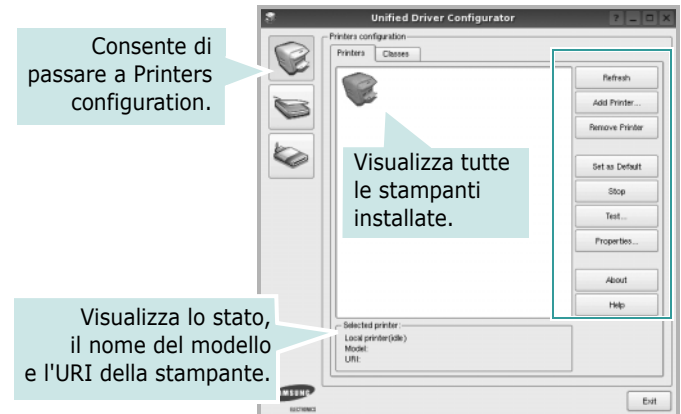 Unified Driver Configurator
Consente di
passare a Printers
configuration.
Printers configuration
Printers
Classes
Refresh
Add Printer...
Remove Printer
Visualizza tutte
le stampanti
installate.
Set as Default
Stop
Test...
Properties...
About
Help
Visualizza lo stato,
il nome del modello
e l'URI della stampante.
Selected printer:
Local printer(idle)
Model:
URI:
ELECTRONICS
Exit